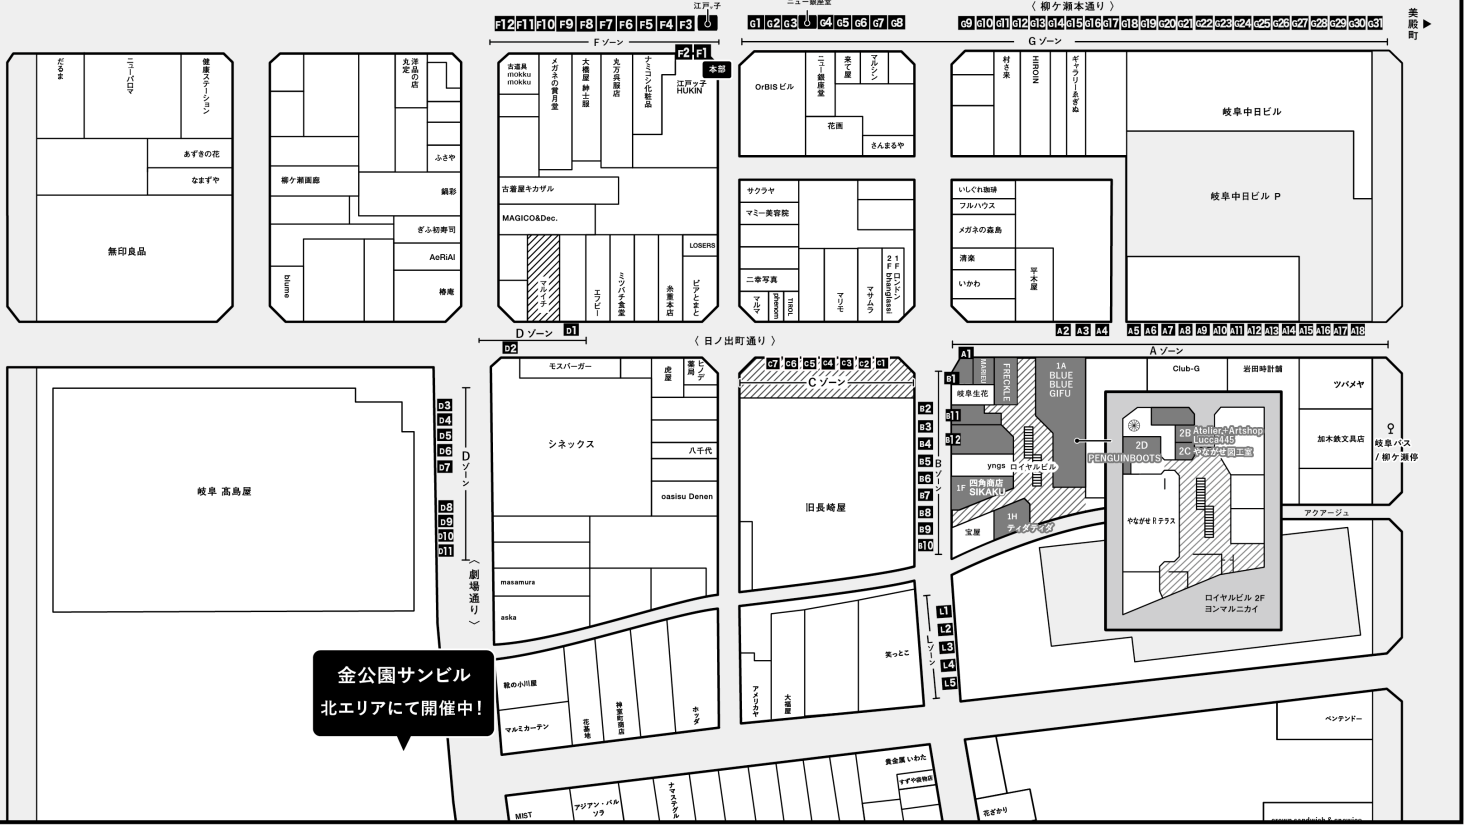 江戸ッ子
ニュー銀座堂
〈 柳ケ瀬本通り 〉
美殿町
F12 F11 F10 F9 F8 F7 F6 F5 F4 F3
G1 G2 G3 G4 G5 G6 G7 G8
G9 G10 G11 G12 G13 G14 G15 G16 G17 G18 G19 G20 G21 G22 G23 G24 G25 G26 G27 G28 G29 G30 G31
F ゾーン
G ゾーン
F2 F1
本部
だるま
ニューパロマ
健康ステーション
あずきの花
なまずや
無印良品
洋品の店
丸定
ふさや
柳ケ瀬画廊
鍋彩
ぎふ初寿司
AeRiAl
椿庵
blume
古道具
mokku
mokku
メガネの賞月堂
大橋屋 紳士服
丸万呉服店
ナミコシ化粧品
江戸ッ子
HUKIN
古着屋キカザル
MAGICO&Dec.
マルイチ
エフピー
ミツバチ食堂
糸重本店
LOSERS
ピアとまと
OrBISビル
ニュー銀座堂
来て屋
マルシン
花画
さんまるや
サクラヤ
マミー美容院
二幸写真
マルマ
phenom
TIROL
マリモ
マサムラ
1F ロンドン
2F bhanglassi
村さ来
HIROIN
ギャラリーゑぎぬ
岐阜中日ビル
岐阜中日ビル P
いしぐれ珈琲
フルハウス
メガネの森島
清楽
いかわ
平木屋
D ゾーン
D1
D2
〈 日ノ出町通り 〉
A2 A3 A4
A5 A6 A7 A8 A9 A10 A11 A12 A13 A14 A15 A16 A17 A18
A ゾーン
A1
岐阜 髙島屋
D3
D4
D5
D6
D7
D8
D9
D10
D11
D ゾーン
〈 劇場通り 〉
モスバーガー
虎屋
ヒノデ
薬局
シネックス
八千代
oasisu Denen
masamura
aska
C7 C6 C5 C4 C3 C2 C1
C ゾーン
旧長崎屋
B1
B2
B3
B4
B5
B6
B7
B8
B9
B10
B11
B12
B ゾーン
MARIEU
FRECKLE
1A
BLUE
BLUE
GIFU
岐阜生花
yngs
ロイヤルビル
1F 四角商店
SIKAKU
1H
ティダティダ
宝屋
Club-G
岩田時計舗
ツバメヤ
加木鉄文具店
岐阜バス
/ 柳ケ瀬停
アクアージュ
2B Atelier+Artshop
Lucca445
2C やながせ図工室
2D
PENGUINBOOTS
やながせ R テラス
ロイヤルビル 2F
ヨンマルニカイ
L1
L2
L3
L4
L5
L ゾーン
金公園サンビル
北エリアにて開催中!
靴の小川屋
マルミカーテン
花基地
神室町商店
ホッダ
アメリカヤ
大福屋
笑っとこ
MIST
アジアン・バル
ソラ
ナマステグル
貴金属 いわた
すずや袋物店
花ざかり
ベンテンドー